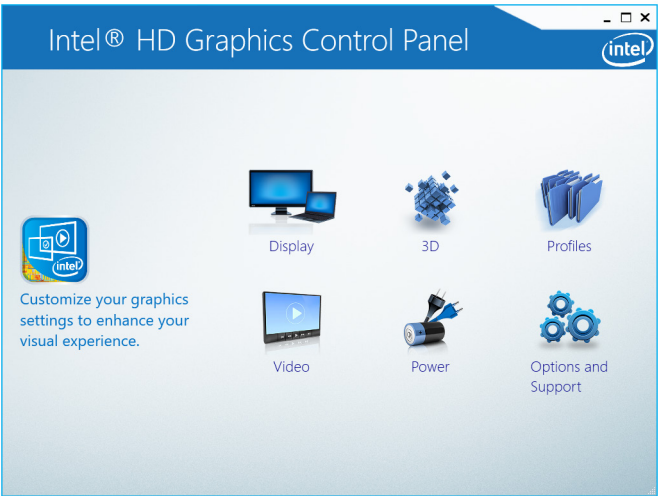 Intel® HD Graphics Control Panel
intel
Display
3D
Profiles
intel
Customize your graphics
settings to enhance your
visual experience.
Video
Power
Options and
Support